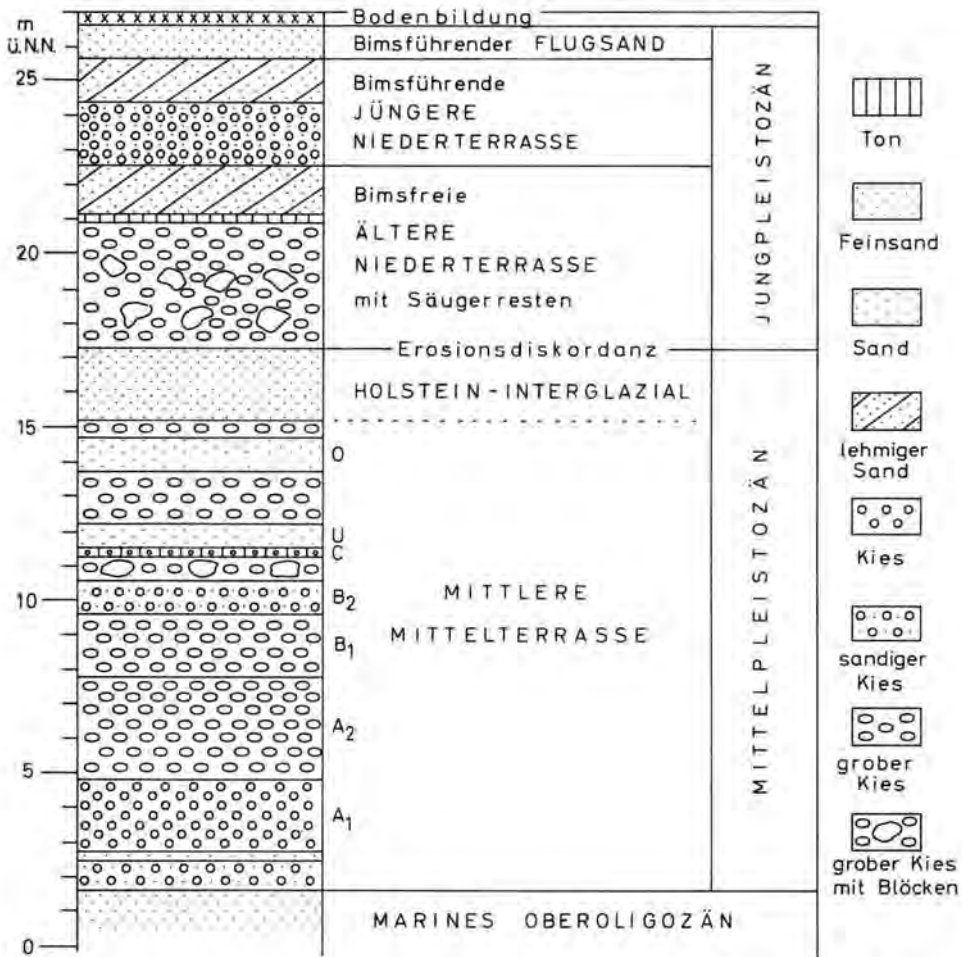 m
ü.N.N.
25
20
15
10
5
0
Bodenbildung
Bimsführender FLUGSAND
Bimsführende
JÜNGERE
NIEDERTERRASSE
Bimsfreie
ÄLTERE
NIEDERTERRASSE
mit Säugerresten
Erosionsdiskordanz
HOLSTEIN-INTERGLAZIAL
O
U
C
B2
B1
A2
A1
MITTLERE
MITTELTERRASSE
MARINES OBEROLIGOZÄN
JUNGPLEISTOZÄN
MITTELPLEISTOZÄN
Ton
Feinsand
Sand
lehmiger
Sand
Kies
sandiger
Kies
grober
Kies
grober Kies
mit Blöcken